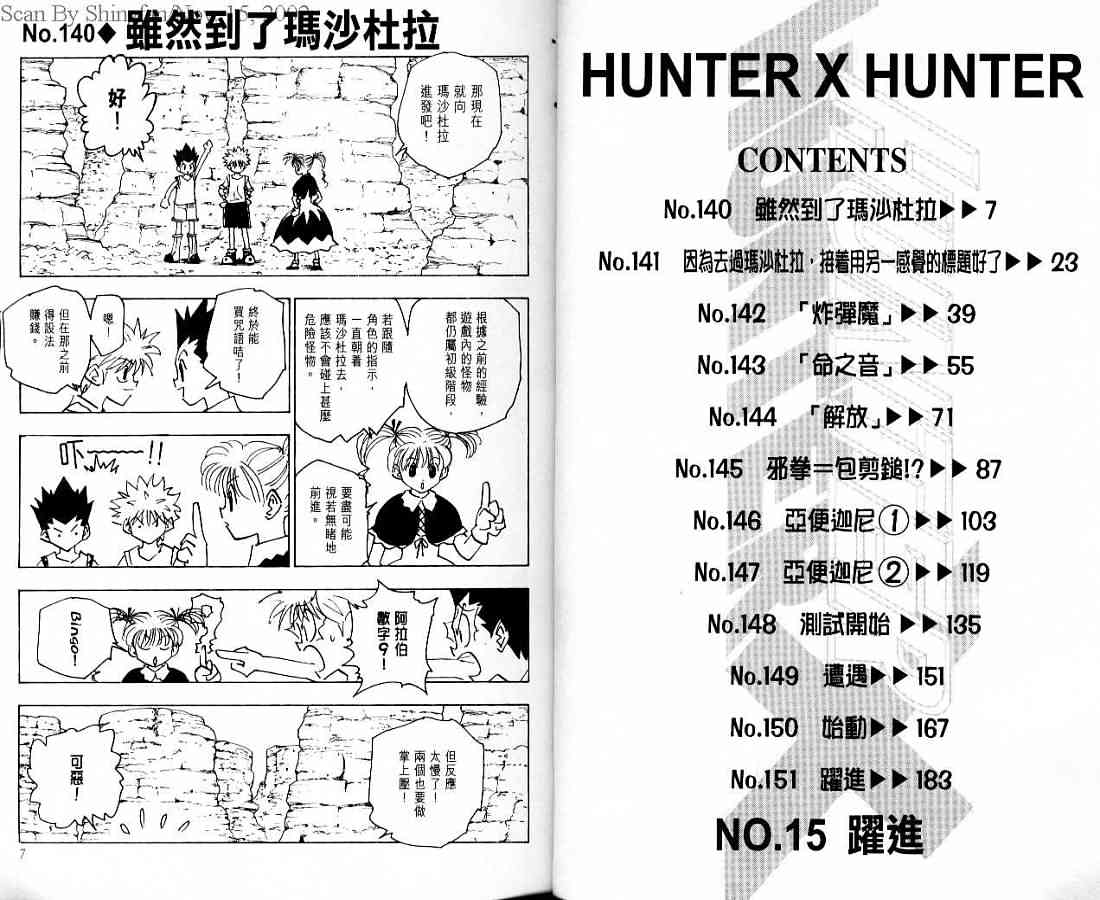 Scan By Shinefun
15, 2002
HUNTER X HUNTER
CONTENTS
No.140 雖然到了瑪沙杜拉▶▶7
No.141 因為去過瑪沙杜拉，接着用另一感覺的標題好了▶▶23
No.142 「炸彈魔」▶▶39
No.143 「命之音」▶▶55
No.144 「解放」▶▶71
No.145 邪拳＝包剪鎚!?▶▶87
No.146 亞便迦尼①▶▶103
No.147 亞便迦尼②▶▶119
No.148 測試開始▶▶135
No.149 遭遇▶▶151
No.150 始動▶▶167
No.151 躍進▶▶183
NO.15 躍進
No.140◆雖然到了瑪沙杜拉
那現在
就向
瑪沙杜拉
進發吧！
好！
根據之前的經驗，
遊戲內的怪物
都仍屬初級階段，
若跟隨
角色的指示，
一直朝着
瑪沙杜拉去，
應該不會碰上甚麼
危險怪物。
終於能
買咒語咭了！
嗯，
但在那之前
得設法
賺錢。
要盡可能
視若無睹地
前進。
吓——!!
阿拉伯
數字9！
Bingo~
但反應
太慢了！
兩個也要做
掌上壓！
可惡！
7